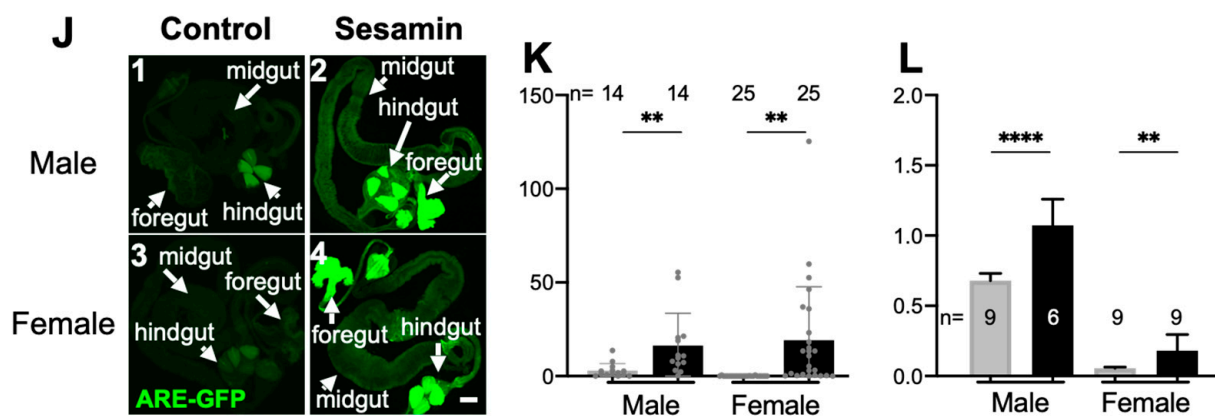 J
Control
Sesamin
Male
Female
1
midgut
foregut
hindgut
2
midgut
hindgut
foregut
3
midgut
foregut
hindgut
ARE-GFP
4
foregut
hindgut
midgut
K
n= 14 14 25 25
** **
150
100
50
0
Male Female
L
2.0
1.5
1.0
0.5
0.0
**** **
n= 9 6 9 9
Male Female